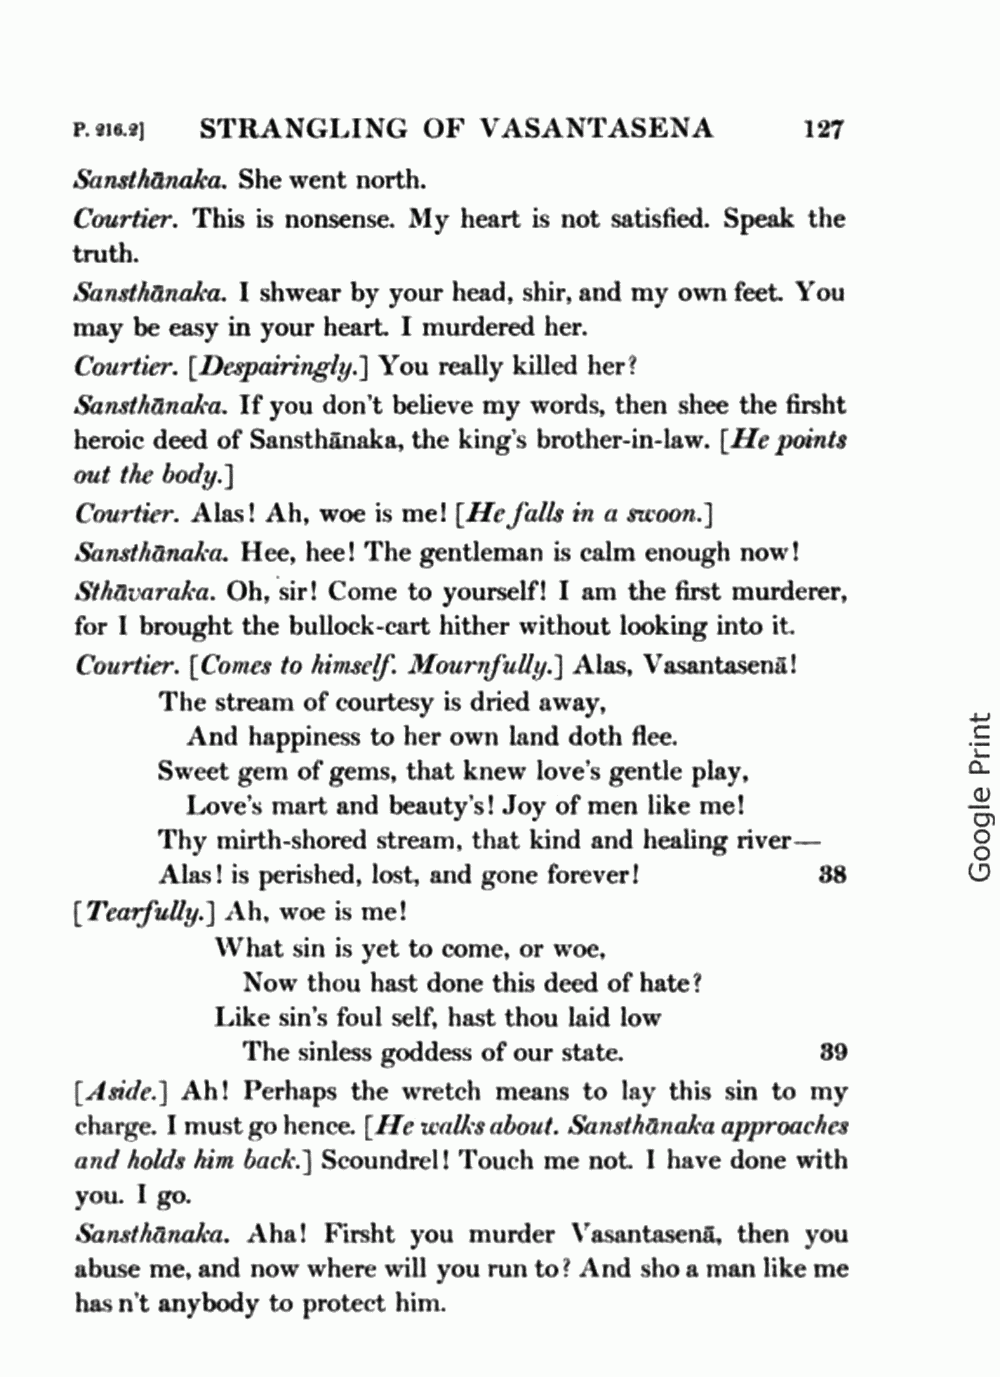 P. 216.2] STRANGLING OF VASANTASENA 127
Sansthānaka. She went north.
Courtier. This is nonsense. My heart is not satisfied. Speak the
truth.
Sansthānaka. I shwear by your head, shir, and my own feet. You
may be easy in your heart. I murdered her.
Courtier. [Despairingly.] You really killed her?
Sansthānaka. If you don't believe my words, then shee the firsht
heroic deed of Sansthānaka, the king's brother-in-law. [He points
out the body.]
Courtier. Alas! Ah, woe is me! [He falls in a swoon.]
Sansthānaka. Hee, hee! The gentleman is calm enough now!
Sthāvaraka. Oh, sir! Come to yourself! I am the first murderer,
for I brought the bullock-cart hither without looking into it.
Courtier. [Comes to himself. Mournfully.] Alas, Vasantasenā!
The stream of courtesy is dried away,
And happiness to her own land doth flee.
Sweet gem of gems, that knew love's gentle play,
Love's mart and beauty's! Joy of men like me!
Thy mirth-shored stream, that kind and healing river—
Alas! is perished, lost, and gone forever! 38
[Tearfully.] Ah, woe is me!
What sin is yet to come, or woe,
Now thou hast done this deed of hate?
Like sin's foul self, hast thou laid low
The sinless goddess of our state. 39
[Aside.] Ah! Perhaps the wretch means to lay this sin to my
charge. I must go hence. [He walks about. Sansthānaka approaches
and holds him back.] Scoundrel! Touch me not. I have done with
you. I go.
Sansthānaka. Aha! Firsht you murder Vasantasenā, then you
abuse me, and now where will you run to? And sho a man like me
has n't anybody to protect him.
Google Print